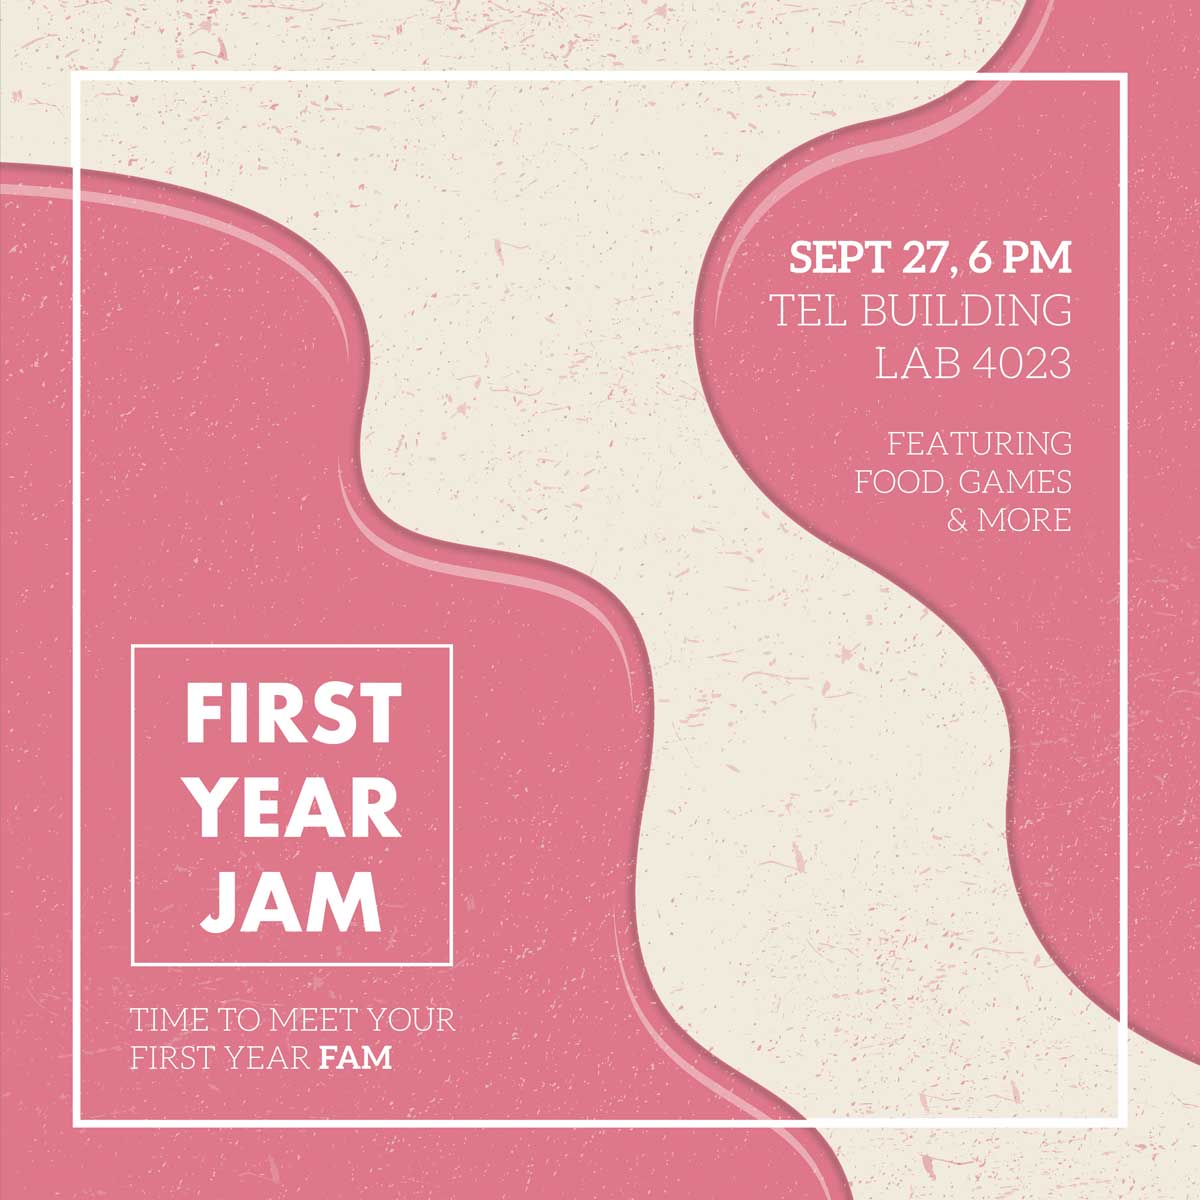 SEPT 27, 6 PM
TEL BUILDING
LAB 4023
FEATURING
FOOD, GAMES
& MORE
FIRST
YEAR
JAM
TIME TO MEET YOUR
FIRST YEAR FAM